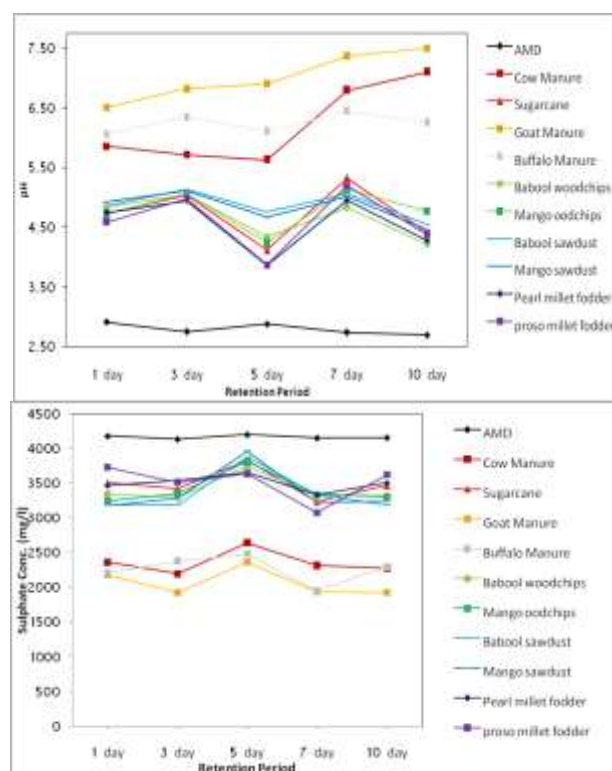 7.50
6.50
5.50
4.50
3.50
2.50
pH
1 day 3 day 5 day 7 day 10 day
Retention Period
AMD
Cow Manure
Sugarcane
Goat Manure
Buffalo Manure
Babool woodchips
Mango oodchips
Babool sawdust
Mango sawdust
Pearl millet fodder
proso millet fodder
4500
4000
3500
3000
2500
2000
1500
1000
500
0
Sulphate Conc. (mg/l)
1 day 3 day 5 day 7 day 10 day
Retention Period
AMD
Cow Manure
Sugarcane
Goat Manure
Buffalo Manure
Babool woodchips
Mango oodchips
Babool sawdust
Mango sawdust
Pearl millet fodder
proso millet fodder